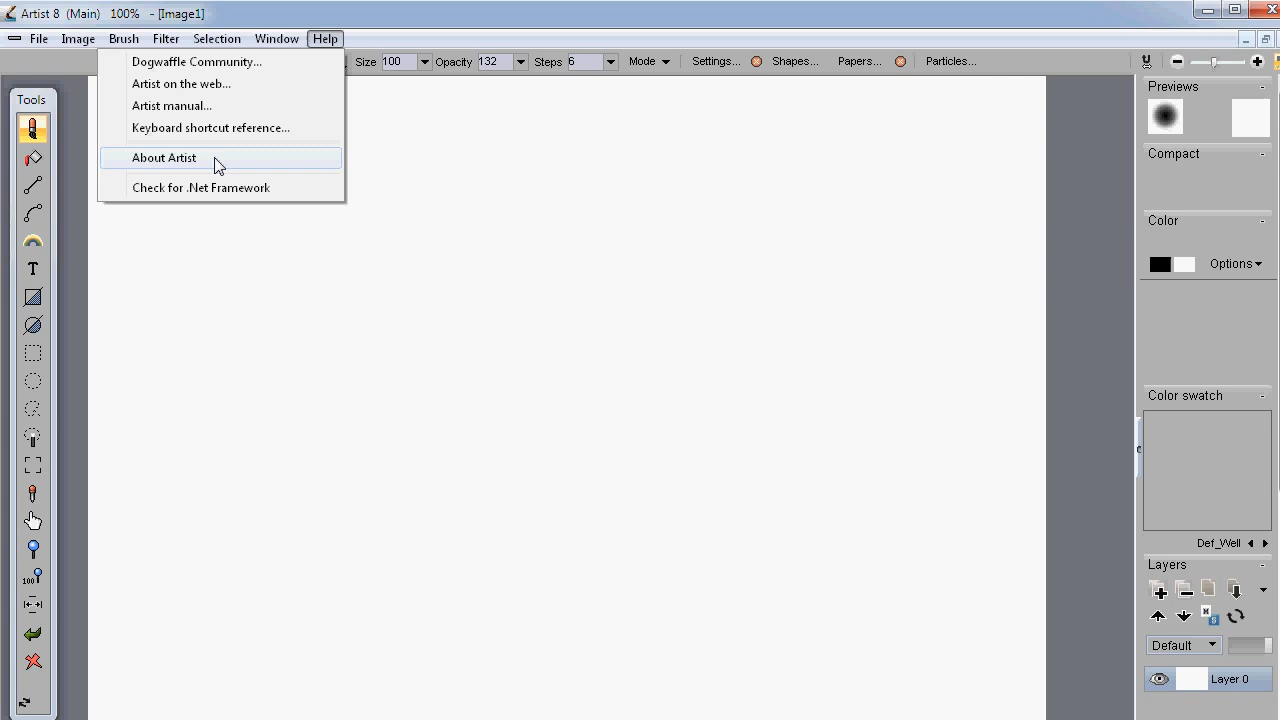 Artist 8 (Main) 100% - [Image1]
File Image Brush Filter Selection Window Help
Dogwaffle Community...
Artist on the web...
Artist manual...
Keyboard shortcut reference...
About Artist
Check for .Net Framework
Size 100 Opacity 132 Steps 6 Mode Settings... Shapes... Papers... Particles...
Tools
T
100
Previews -
Compact -
Color -
Options
Color swatch -
Def_Well
Layers -
M
S
Default
Layer 0